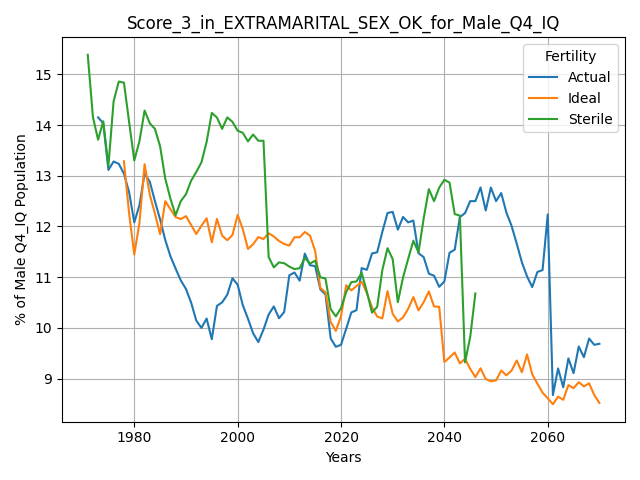 Score_3_in_EXTRAMARITAL_SEX_OK_for_Male_Q4_IQ
Fertility
Actual
Ideal
Sterile
% of Male Q4_IQ Population
15
14
13
12
11
10
9
1980 2000 2020 2040 2060
Years